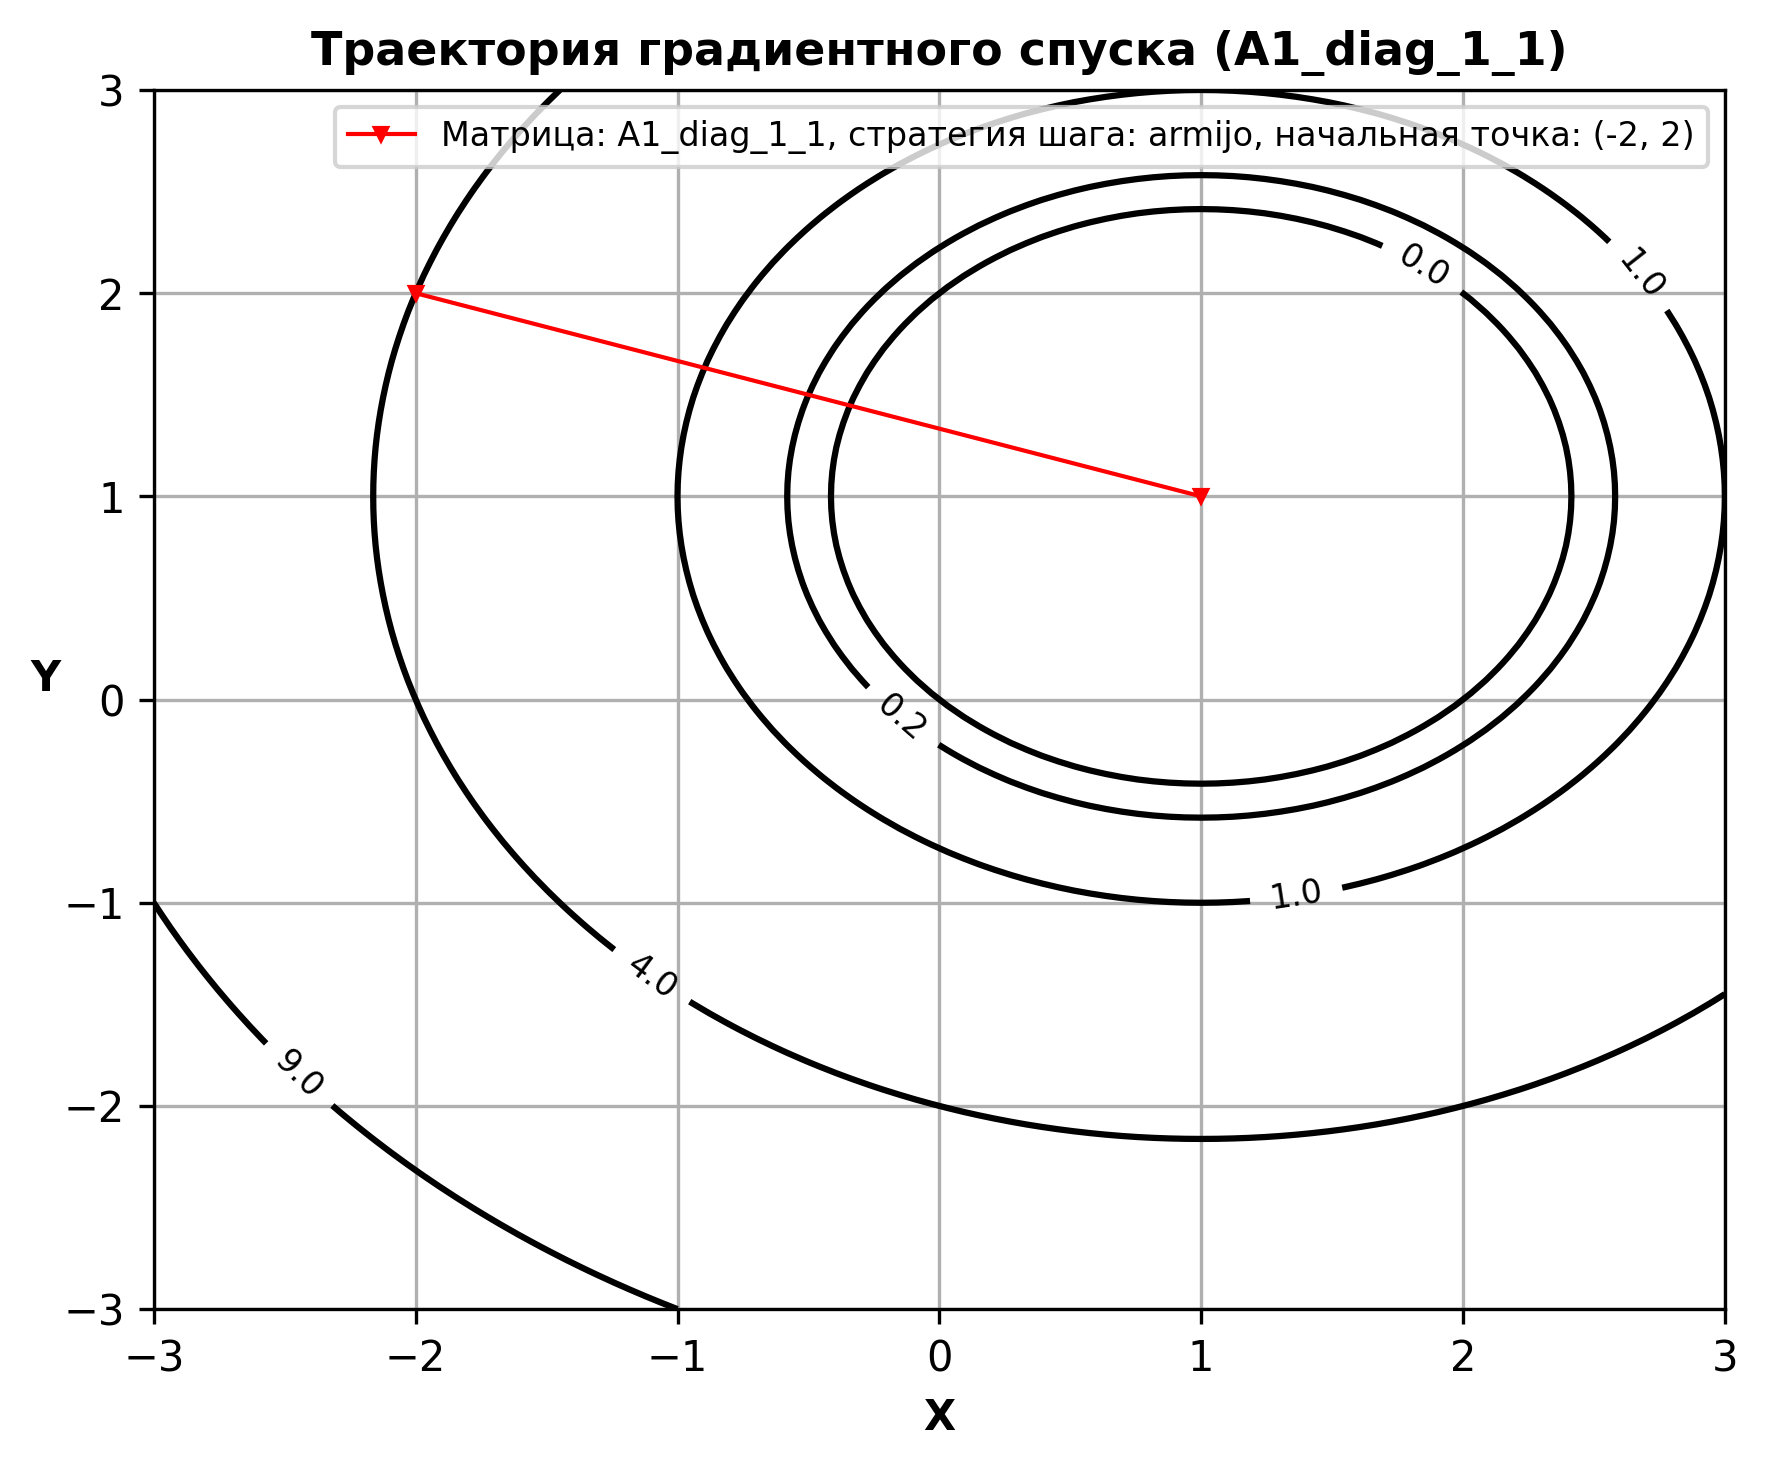 Траектория градиентного спуска (A1_diag_1_1)
Матрица: A1_diag_1_1, стратегия шага: armijo, начальная точка: (-2, 2)
3
2
1
0
−1
−2
−3
Y
0.0
1.0
0.2
1.0
4.0
9.0
−3 −2 −1 0 1 2 3
X